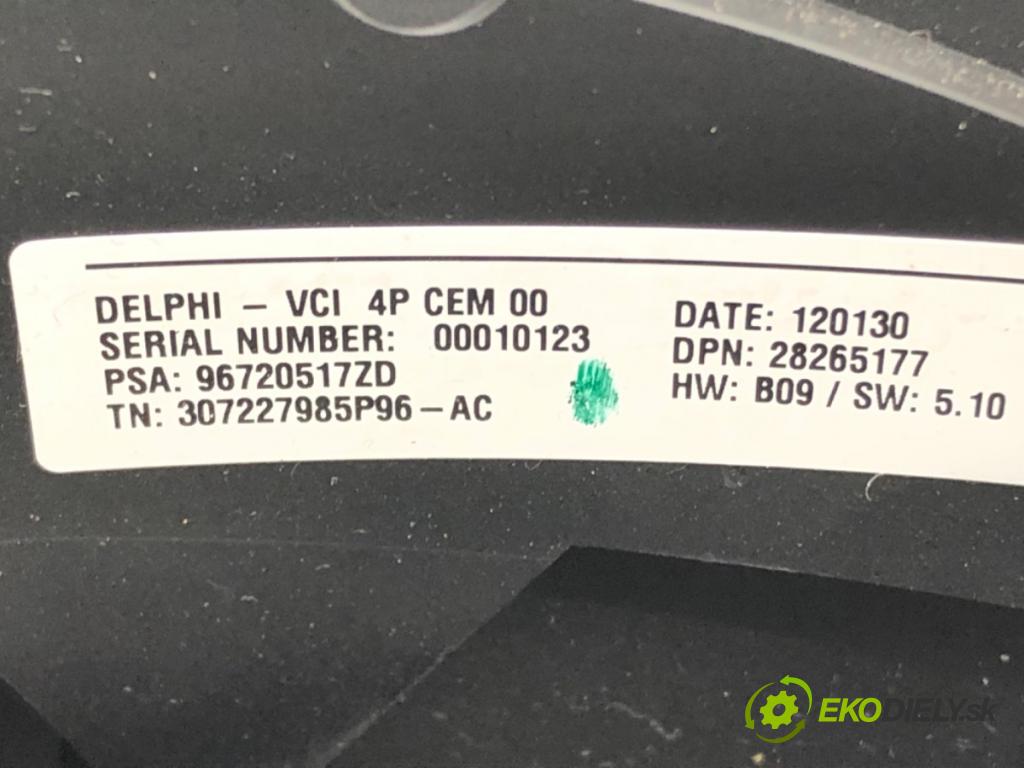 DELPHI – VCI 4P CEM 00
SERIAL NUMBER: 00010123
PSA: 96720517ZD
TN: 307227985P96–AC
DATE: 120130
DPN: 28265177
HW: B09 / SW: 5.10
EKODIELY.sk